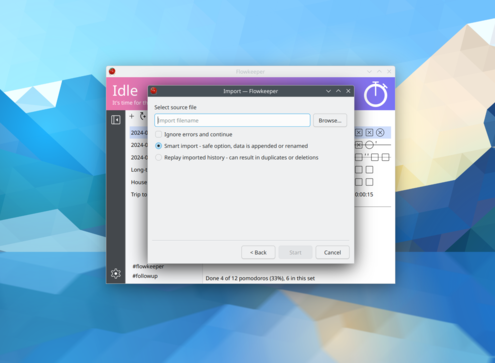 Flowkeeper
Idle
It's time for th
Import — Flowkeeper
Select source file
Import filename
Browse...
Ignore errors and continue
Smart import - safe option, data is appended or renamed
Replay imported history - can result in duplicates or deletions
2024-0
2024-0
2024-0
Long-t
House
Trip to
0:00:15
< Back
Start
Cancel
#flowkeeper
#followup
Done 4 of 12 pomodoros (33%), 6 in this set